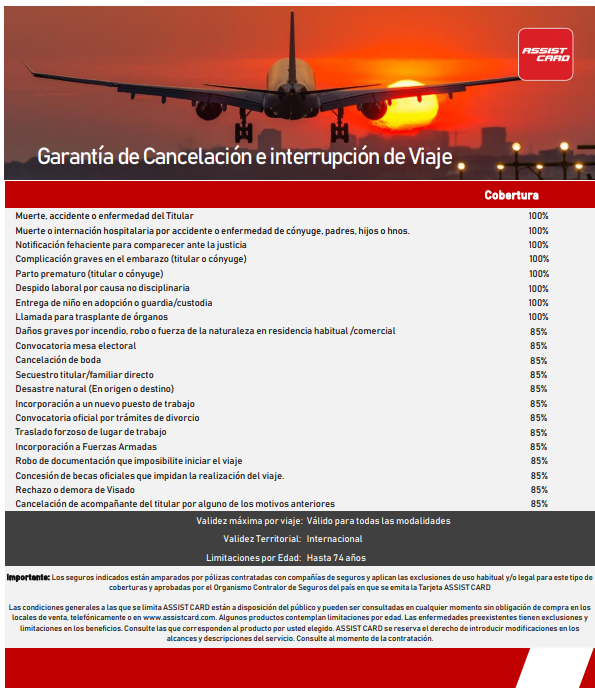 ASSIST
CARD
Garantía de Cancelación e interrupción de Viaje
Cobertura
Muerte, accidente o enfermedad del Titular 100%
Muerte o internación hospitalaria por accidente o enfermedad de cónyuge, padres, hijos o hnos. 100%
Notificación fehaciente para comparecer ante la justicia 100%
Complicación graves en el embarazo (titular o cónyuge) 100%
Parto prematuro (titular o cónyuge) 100%
Despido laboral por causa no disciplinaria 100%
Entrega de niño en adopción o guardia/custodia 100%
Llamada para trasplante de órganos 100%
Daños graves por incendio, robo o fuerza de la naturaleza en residencia habitual /comercial 85%
Convocatoria mesa electoral 85%
Cancelación de boda 85%
Secuestro titular/familiar directo 85%
Desastre natural (En origen o destino) 85%
Incorporación a un nuevo puesto de trabajo 85%
Convocatoria oficial por trámites de divorcio 85%
Traslado forzoso de lugar de trabajo 85%
Incorporación a Fuerzas Armadas 85%
Robo de documentación que imposibilite iniciar el viaje 85%
Concesión de becas oficiales que impidan la realización del viaje. 85%
Rechazo o demora de Visado 85%
Cancelación de acompañante del titular por alguno de los motivos anteriores 85%
Validez máxima por viaje: Válido para todas las modalidades
Validez Territorial: Internacional
Limitaciones por Edad: Hasta 74 años
Importante: Los seguros indicados están amparados por pólizas contratadas con compañías de seguros y aplican las exclusiones de uso habitual y/o legal para este tipo de
coberturas y aprobadas por el Organismo Contralor de Seguros del país en que se emita la Tarjeta ASSIST CARD
Las condiciones generales a las que se limita ASSIST CARD están a disposición del público y pueden ser consultadas en cualquier momento sin obligación de compra en los
locales de venta, telefónicamente o en www.assistcard.com. Algunos productos contemplan limitaciones por edad. Las enfermedades preexistentes tienen exclusiones y
limitaciones en los beneficios. Consulte las que corresponden al producto por usted elegido. ASSIST CARD se reserva el derecho de introducir modificaciones en los
alcances y descripciones del servicio. Consulte al momento de la contratación.